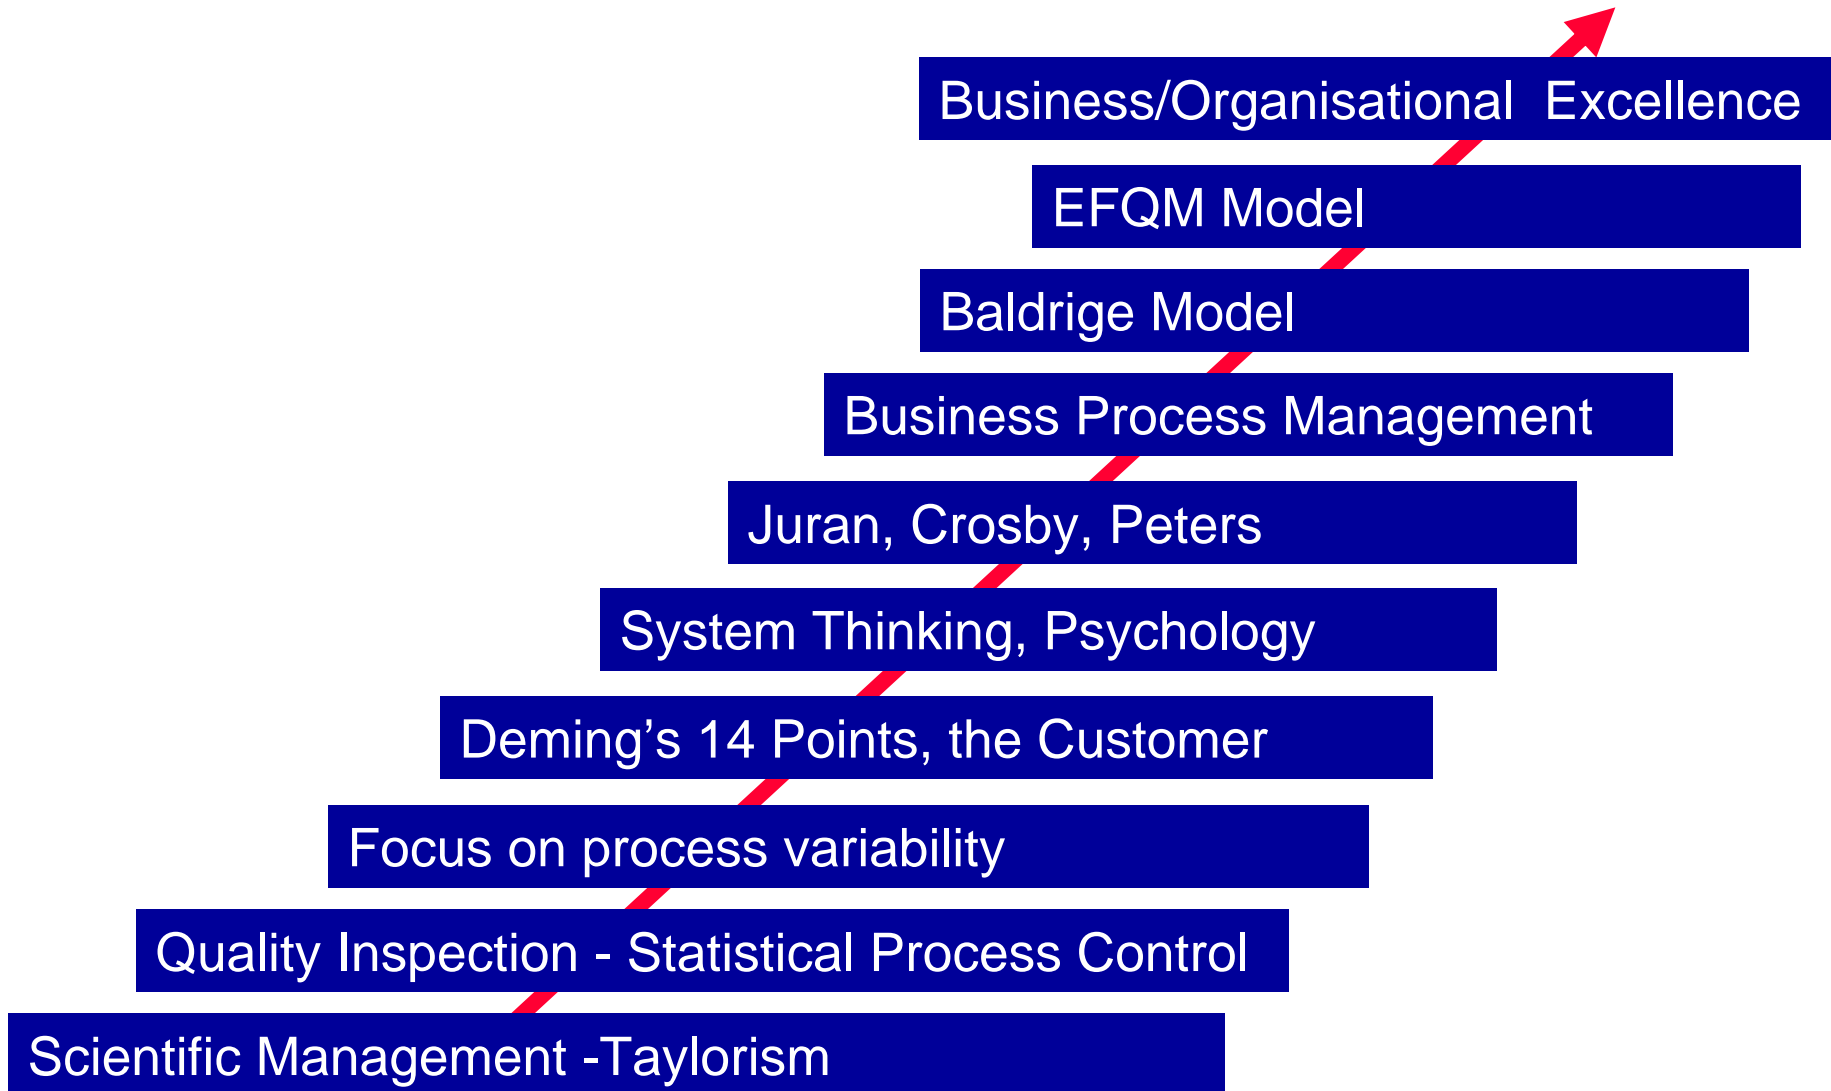 Business/Organisational  Excellence
EFQM Model
Baldrige Model
Business Process Management
Juran, Crosby, Peters
System Thinking, Psychology
Deming’s 14 Points, the Customer
Focus on process variability
Quality Inspection - Statistical Process Control
Scientific Management -Taylorism